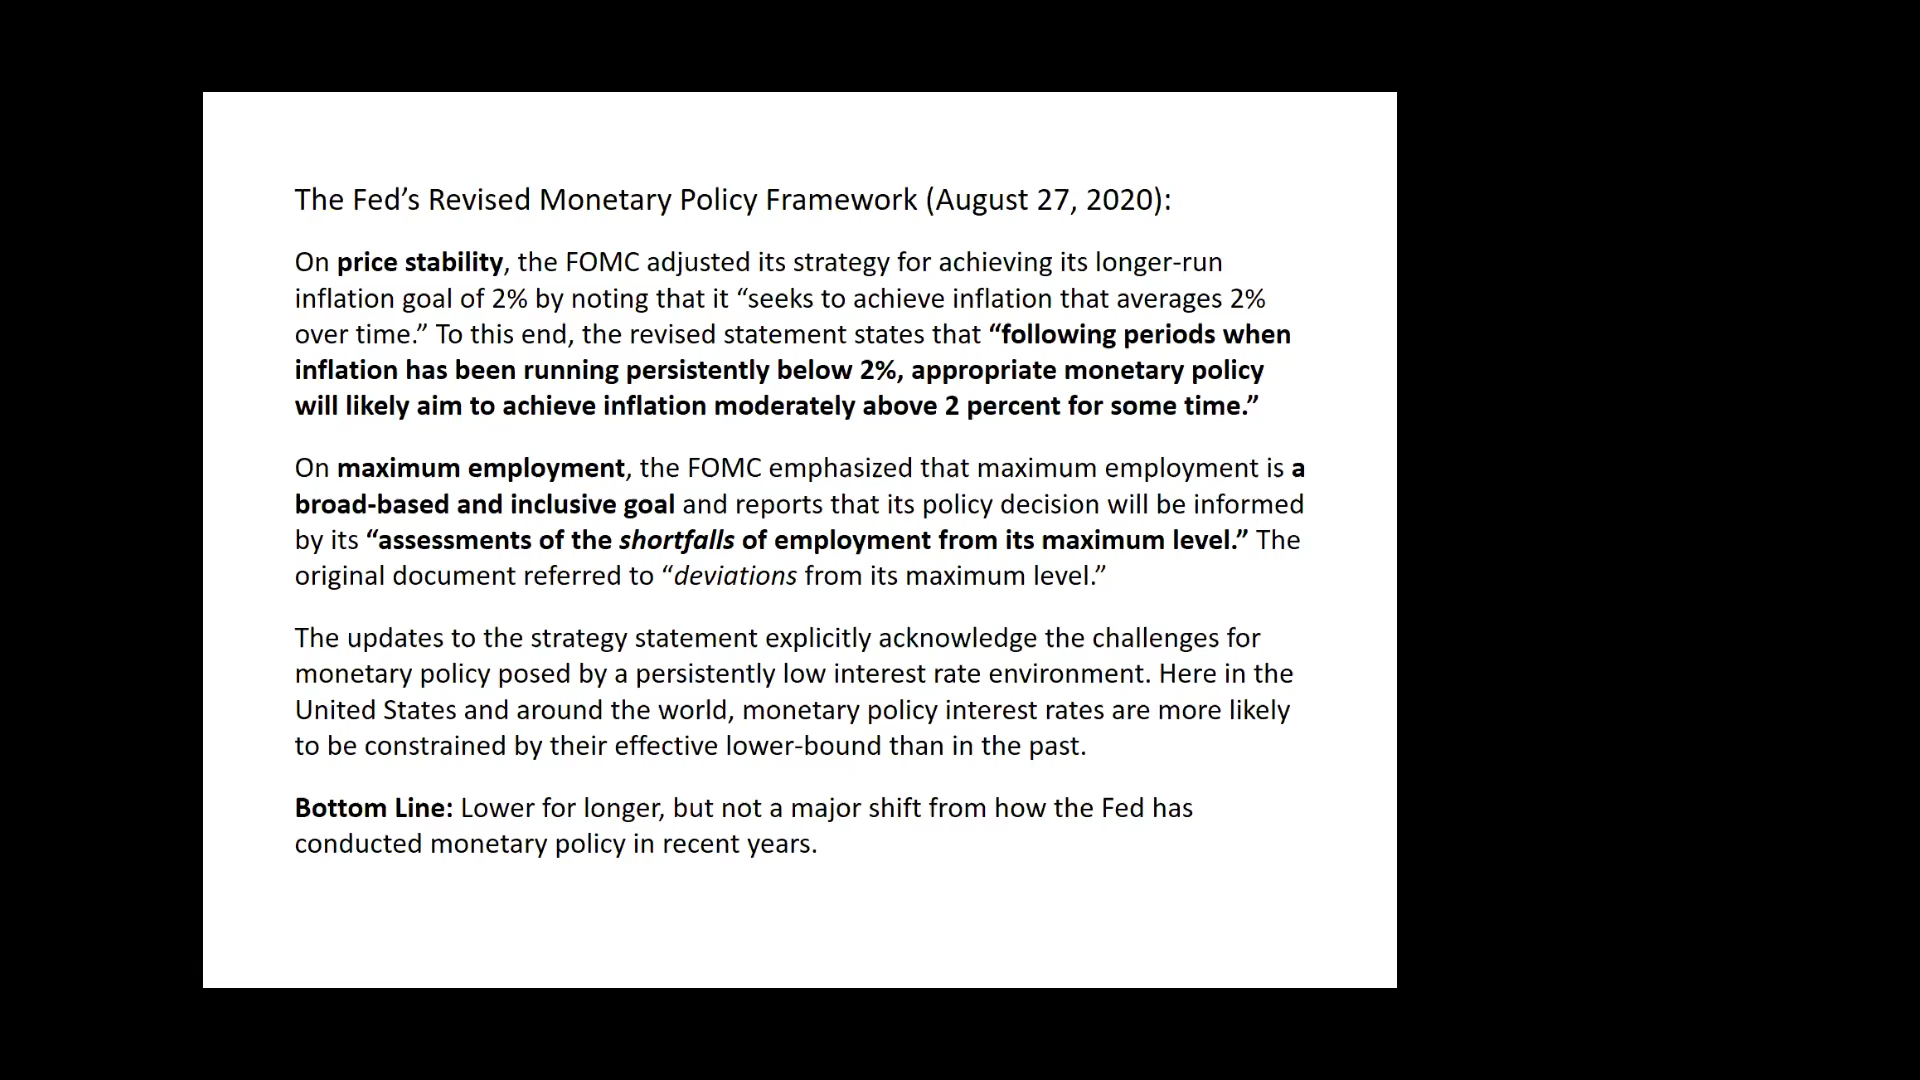 The Fed’s Revised Monetary Policy Framework (August 27, 2020):
On price stability, the FOMC adjusted its strategy for achieving its longer-run
inflation goal of 2% by noting that it “seeks to achieve inflation that averages 2%
over time.” To this end, the revised statement states that “following periods when
inflation has been running persistently below 2%, appropriate monetary policy
will likely aim to achieve inflation moderately above 2 percent for some time.”
On maximum employment, the FOMC emphasized that maximum employment is a
broad-based and inclusive goal and reports that its policy decision will be informed
by its “assessments of the shortfalls of employment from its maximum level.” The
original document referred to “deviations from its maximum level.”
The updates to the strategy statement explicitly acknowledge the challenges for
monetary policy posed by a persistently low interest rate environment. Here in the
United States and around the world, monetary policy interest rates are more likely
to be constrained by their effective lower-bound than in the past.
Bottom Line: Lower for longer, but not a major shift from how the Fed has
conducted monetary policy in recent years.